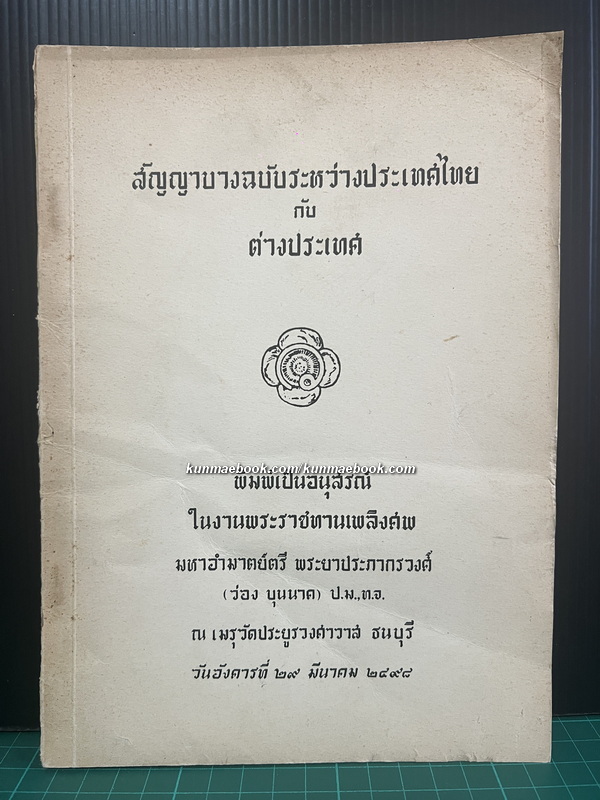 สัญญาบางฉบับระหว่างประเทศไทย
กับ
ต่างประเทศ
kunmaebook.com/kunmaebook.com
พิมพ์เป็นอนุสรณ์
ในงานพระราชทานเพลิงศพ
มหาอำมาตย์ตรี พระยาประภากรวงศ์
(ว่อง บุนนาค) ป.ม.,ท.จ.
ณ เมรุวัดประยูรวงศาวาส ธนบุรี
วันอังคารที่ ๒๙ มีนาคม ๒๔๙๘